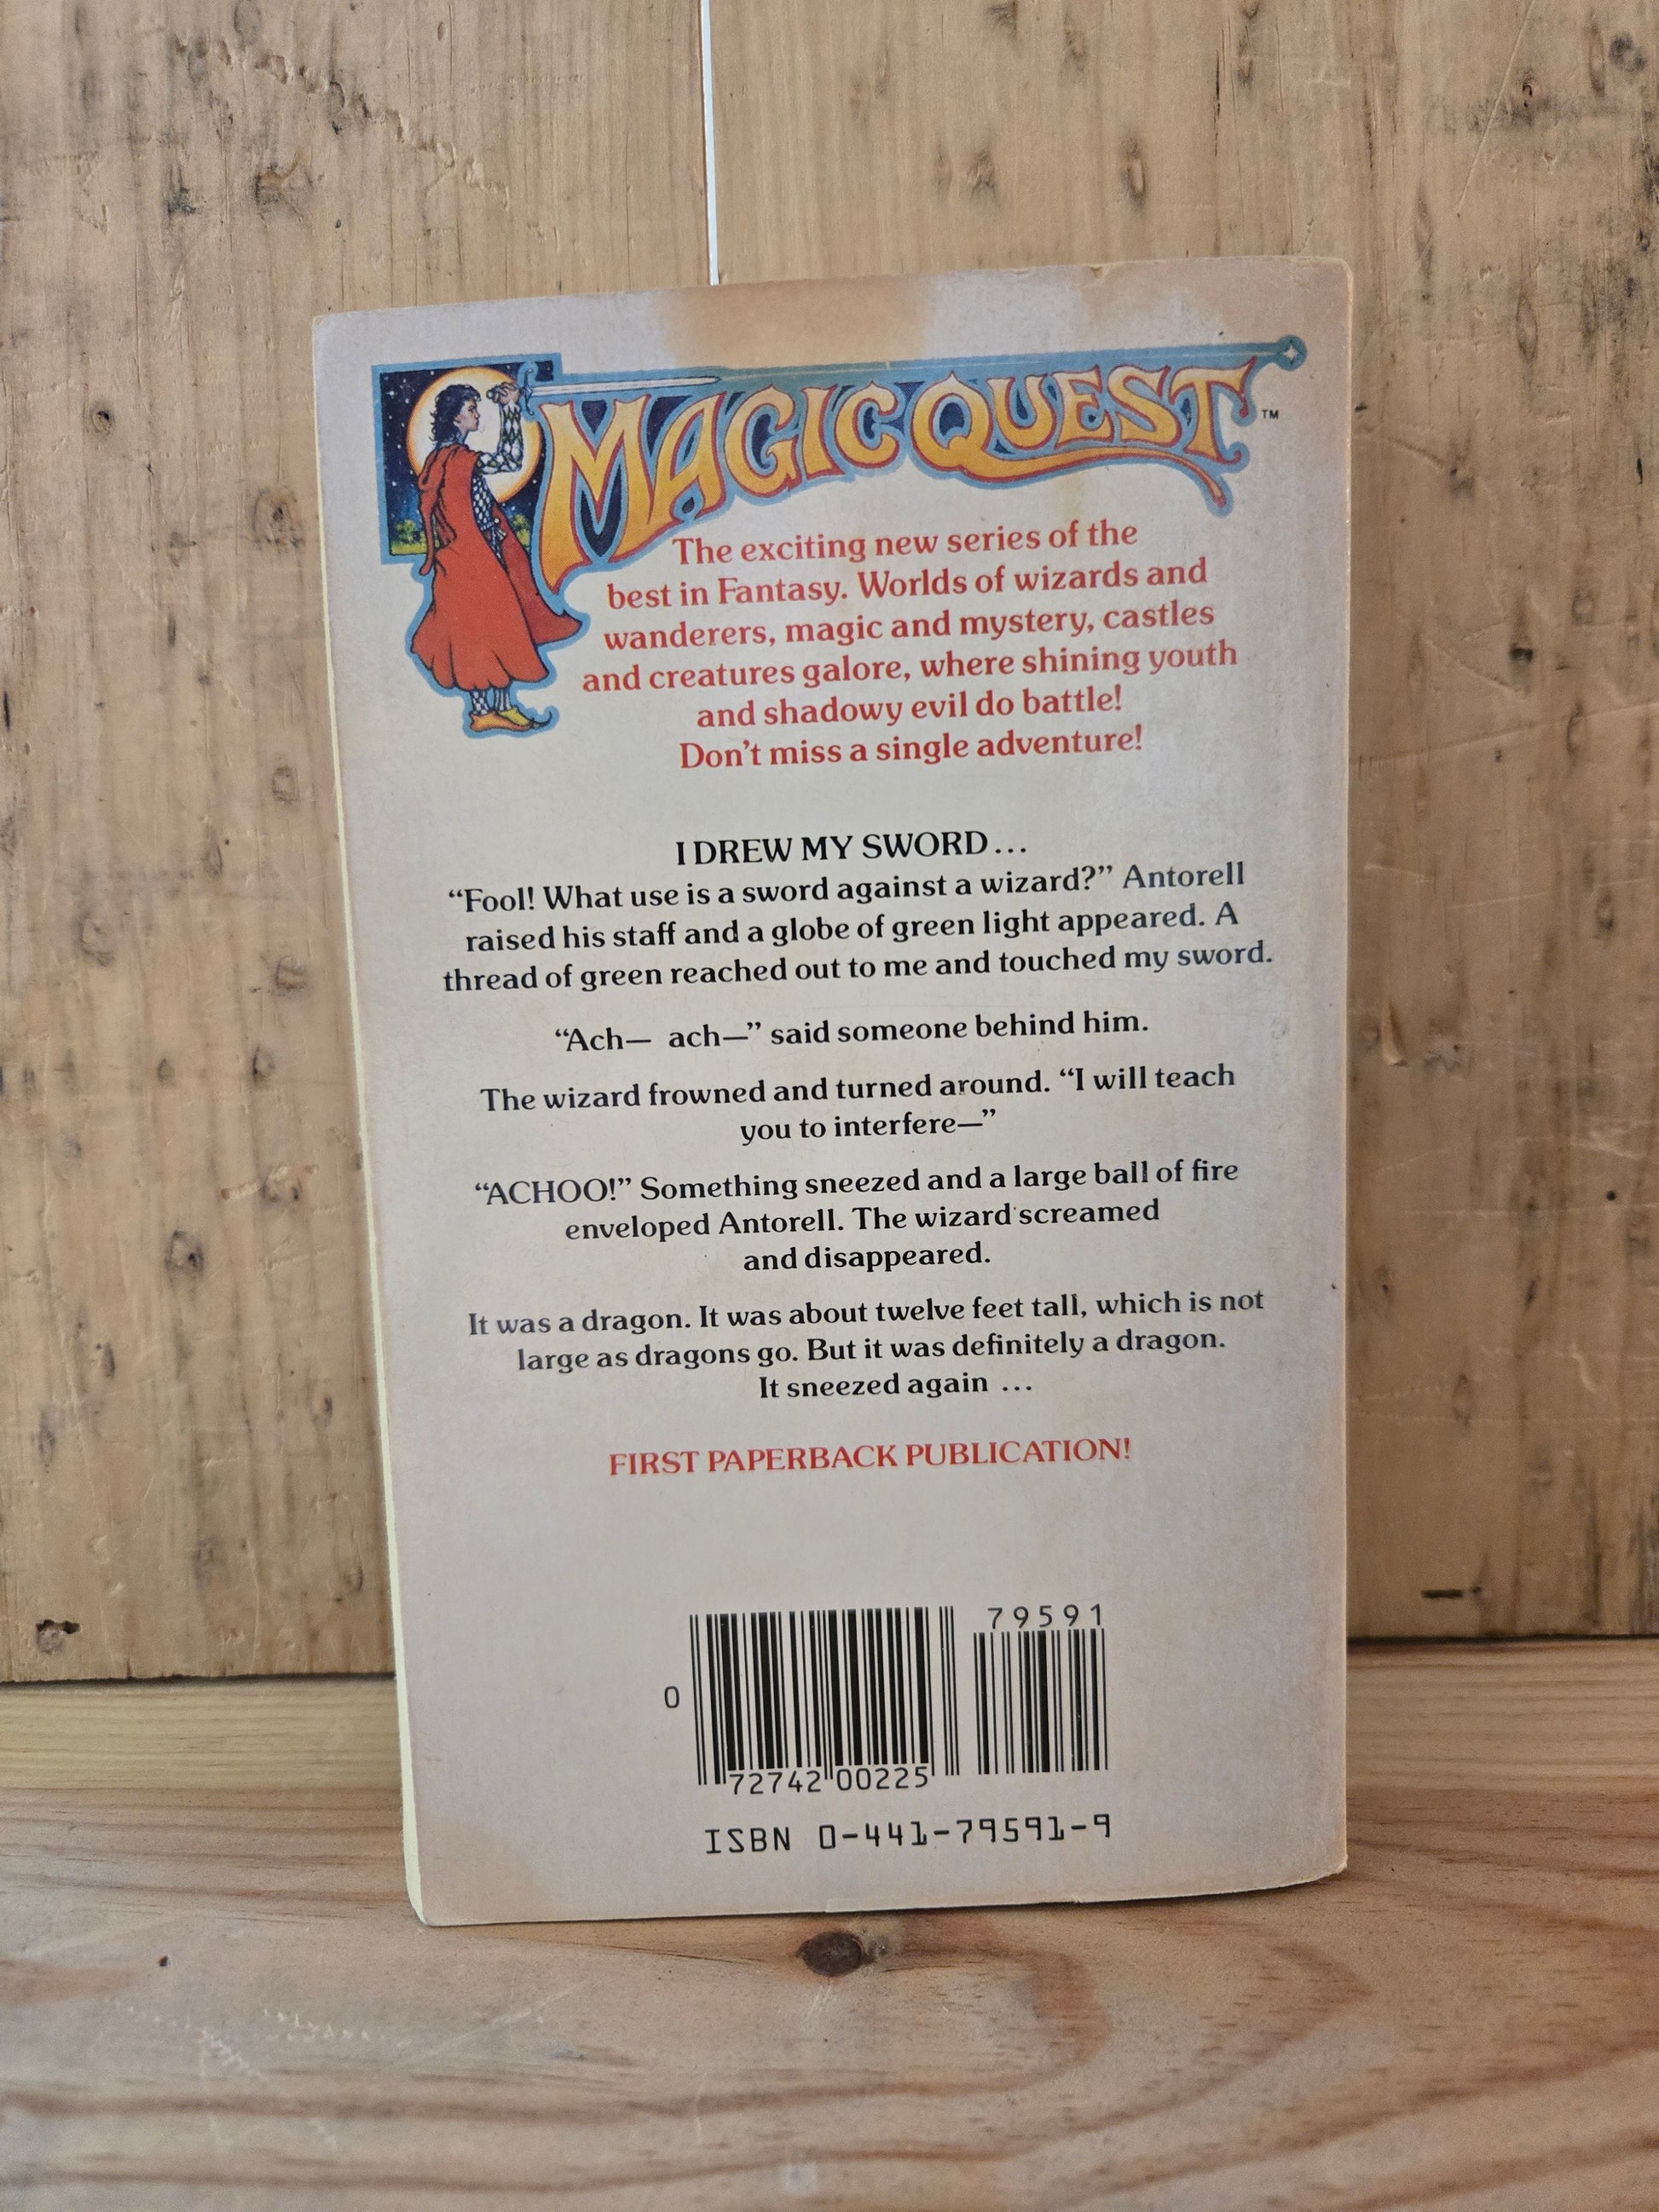 MAGICQUEST™
The exciting new series of the
best in Fantasy. Worlds of wizards and
wanderers, magic and mystery, castles
and creatures galore, where shining youth
and shadowy evil do battle!
Don't miss a single adventure!
I DREW MY SWORD...
“Fool! What use is a sword against a wizard?” Antorell
raised his staff and a globe of green light appeared. A
thread of green reached out to me and touched my sword.
“Ach— ach—” said someone behind him.
The wizard frowned and turned around. “I will teach
you to interfere—”
“ACHOO!” Something sneezed and a large ball of fire
enveloped Antorell. The wizard screamed
and disappeared.
It was a dragon. It was about twelve feet tall, which is not
large as dragons go. But it was definitely a dragon.
It sneezed again ...
FIRST PAPERBACK PUBLICATION!
79591
0
72742 00225
ISBN 0-441-79591-9